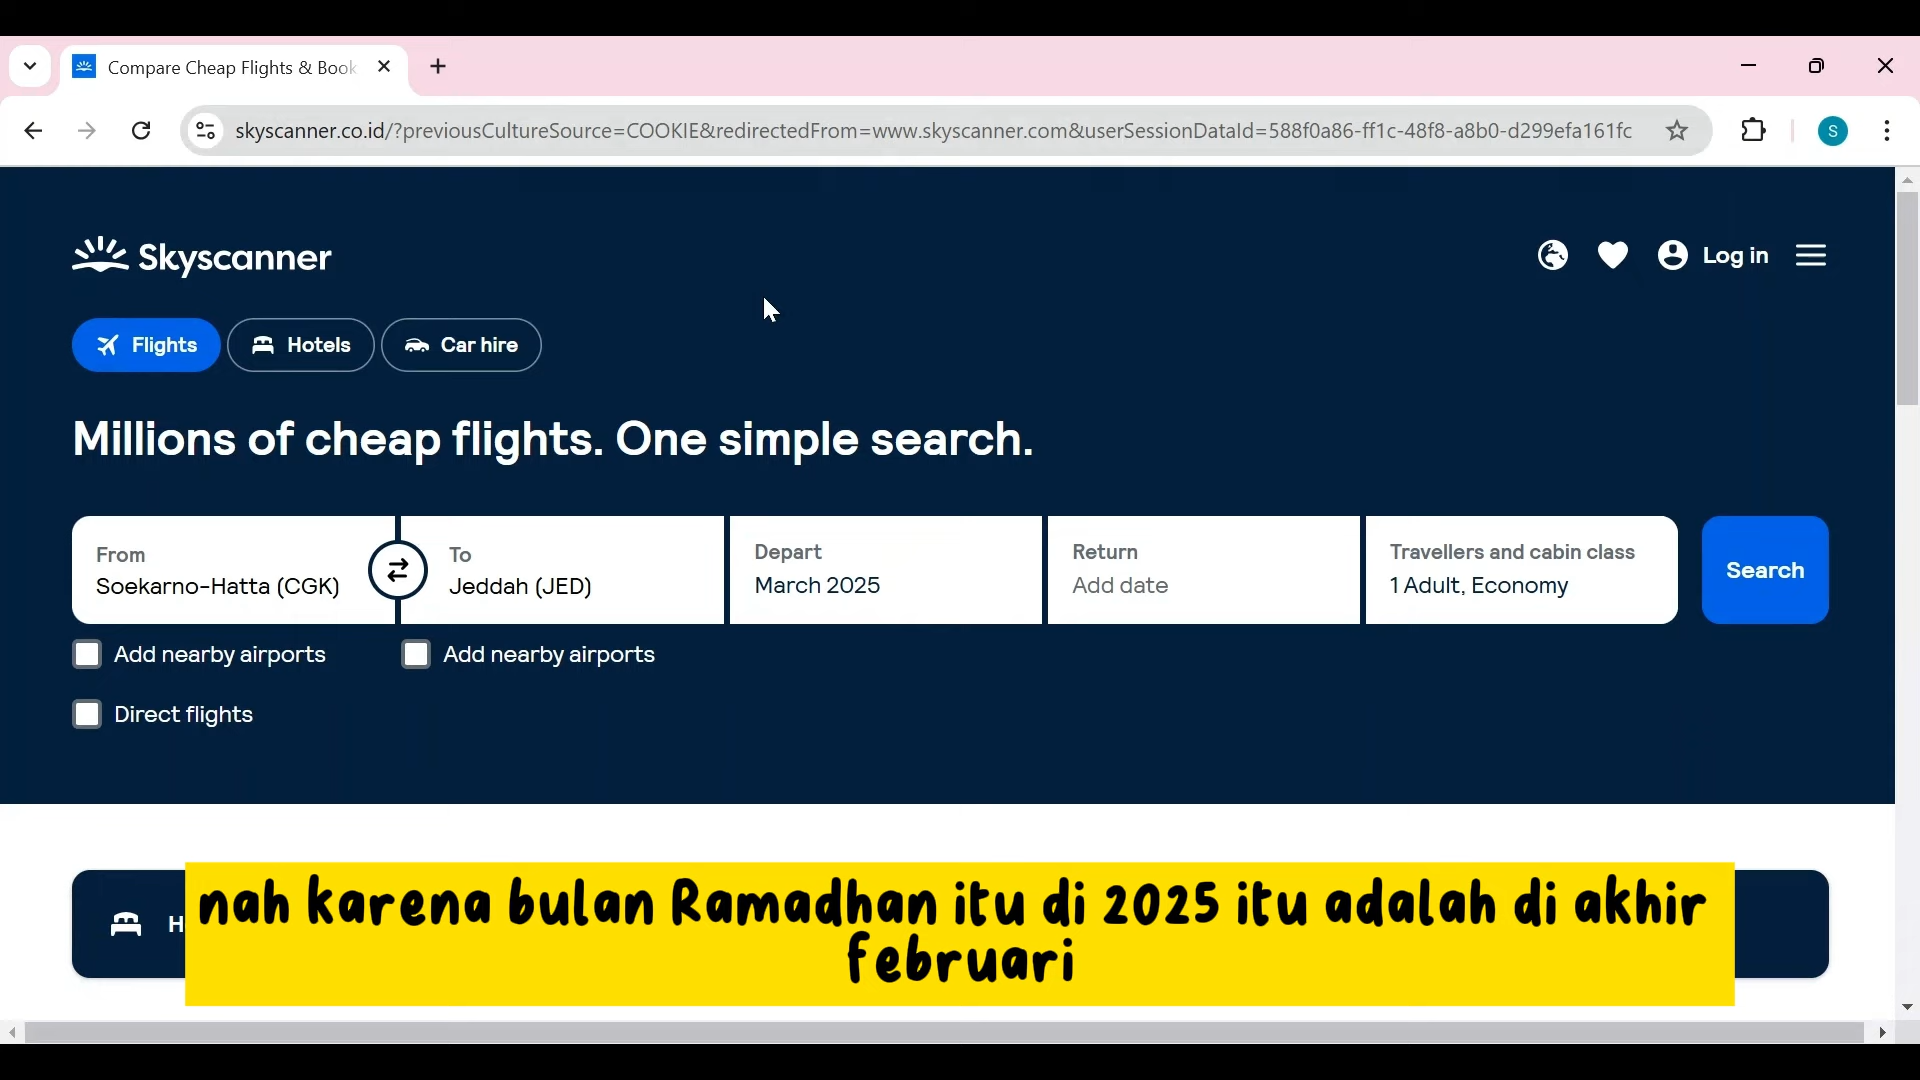 Compare Cheap Flights & Book
skyscanner.co.id/?previousCultureSource=COOKIE&redirectedFrom=www.skyscanner.com&userSessionDataId=588f0a86-ff1c-48f8-a8b0-d299efa161fc
S
Skyscanner
Log in
Flights
Hotels
Car hire
Millions of cheap flights. One simple search.
From
Soekarno-Hatta (CGK)
To
Jeddah (JED)
Depart
March 2025
Return
Add date
Travellers and cabin class
1 Adult, Economy
Search
Add nearby airports
Add nearby airports
Direct flights
H
nah karena bulan Ramadhan itu di 2025 itu adalah di akhir
februari